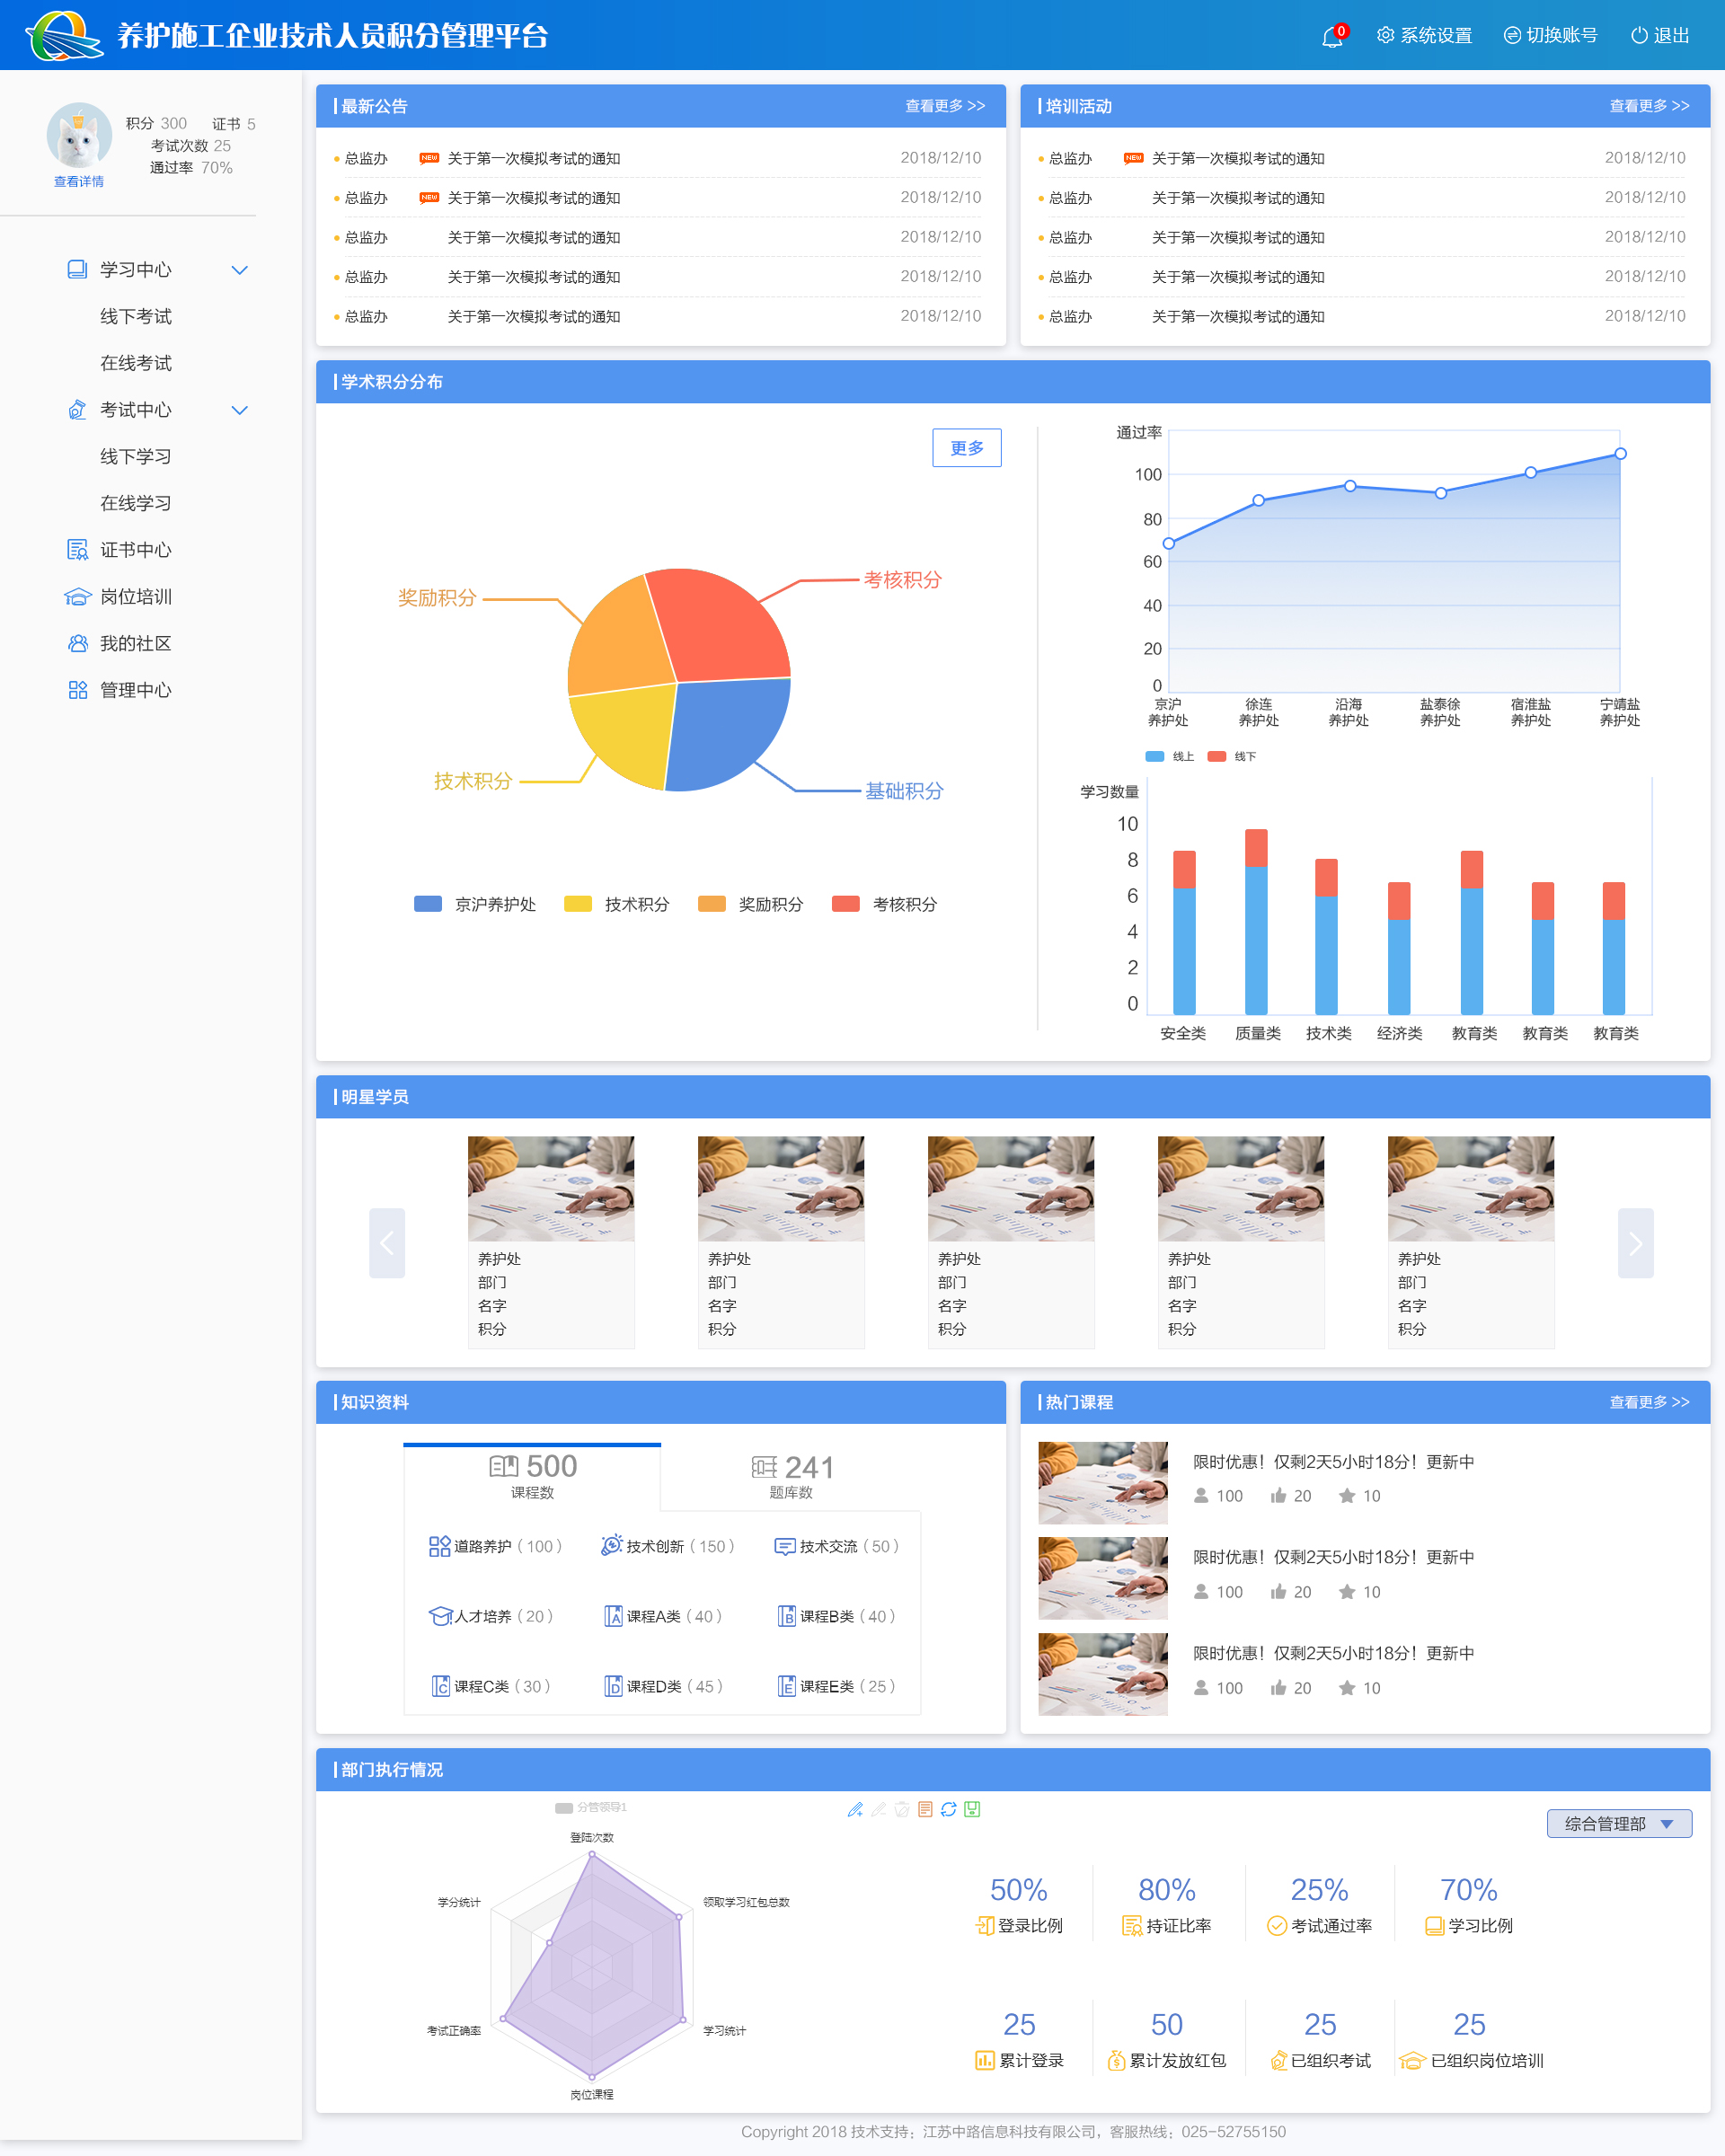 养护施工企业技术人员积分管理平台
0 系统设置 切换账号 退出
积分 300 证书 5
考试次数 25
通过率 70%
查看详情
学习中心
线下考试
在线考试
考试中心
线下学习
在线学习
证书中心
岗位培训
我的社区
管理中心
最新公告 查看更多 >>
总监办 NEW 关于第一次模拟考试的通知 2018/12/10
总监办 NEW 关于第一次模拟考试的通知 2018/12/10
总监办 关于第一次模拟考试的通知 2018/12/10
总监办 关于第一次模拟考试的通知 2018/12/10
总监办 关于第一次模拟考试的通知 2018/12/10
培训活动 查看更多 >>
总监办 NEW 关于第一次模拟考试的通知 2018/12/10
总监办 关于第一次模拟考试的通知 2018/12/10
总监办 关于第一次模拟考试的通知 2018/12/10
总监办 关于第一次模拟考试的通知 2018/12/10
总监办 关于第一次模拟考试的通知 2018/12/10
学术积分分布
更多
考核积分
奖励积分
技术积分
基础积分
京沪养护处 技术积分 奖励积分 考核积分
通过率
100
80
60
40
20
0
京沪 徐连 沿海 盐泰徐 宿淮盐 宁靖盐
养护处 养护处 养护处 养护处 养护处 养护处
线上 线下
学习数量
10
8
6
4
2
0
安全类 质量类 技术类 经济类 教育类 教育类 教育类
明星学员
养护处 养护处 养护处 养护处 养护处
部门 部门 部门 部门 部门
名字 名字 名字 名字 名字
积分 积分 积分 积分 积分
知识资料
500 241
课程数 题库数
道路养护（100） 技术创新（150） 技术交流（50）
人才培养（20） A 课程A类（40） B 课程B类（40）
C 课程C类（30） D 课程D类（45） E 课程E类（25）
热门课程 查看更多 >>
限时优惠！仅剩2天5小时18分！更新中
100 20 10
限时优惠！仅剩2天5小时18分！更新中
100 20 10
限时优惠！仅剩2天5小时18分！更新中
100 20 10
部门执行情况
分管领导1
登陆次数
学分统计 领取学习红包总数
考试正确率 学习统计
岗位课程
综合管理部
50% 80% 25% 70%
登录比例 持证比率 考试通过率 学习比例
25 50 25 25
累计登录 累计发放红包 已组织考试 已组织岗位培训
Copyright 2018 技术支持：江苏中路信息科技有限公司，客服热线：025-52755150